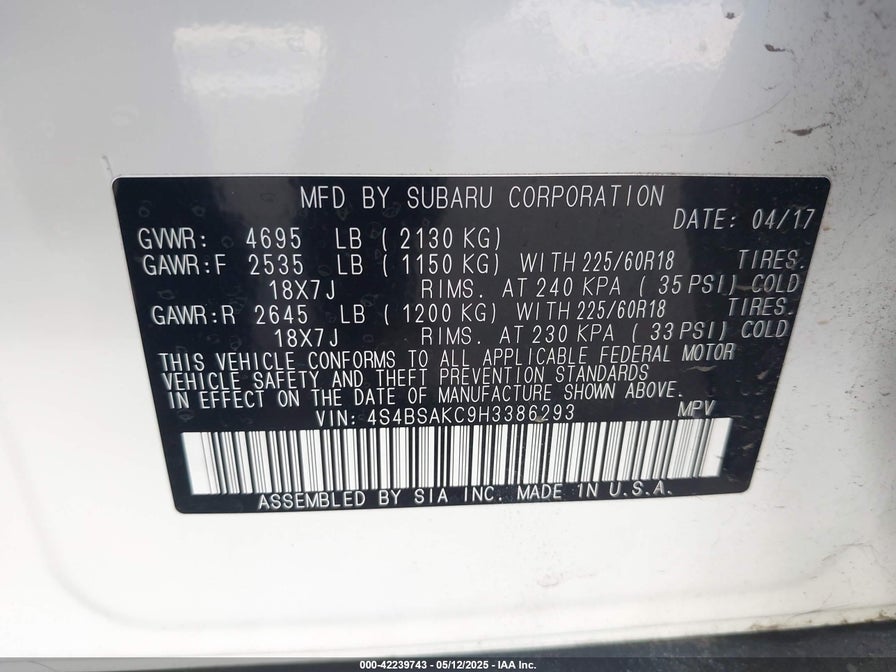 MFD BY SUBARU CORPORATION
DATE: 04/17
GVWR: 4695 LB ( 2130 KG)
GAWR:F 2535 LB ( 1150 KG) WITH 225/60R18 TIRES.
18X7J RIMS. AT 240 KPA ( 35 PSI) COLD
GAWR:R 2645 LB ( 1200 KG) WITH 225/60R18 TIRES.
18X7J RIMS. AT 230 KPA ( 33 PSI) COLD
THIS VEHICLE CONFORMS TO ALL APPLICABLE FEDERAL MOTOR
VEHICLE SAFETY AND THEFT PREVENTION STANDARDS
IN EFFECT ON THE DATE OF MANUFACTURE SHOWN ABOVE.
VIN: 4S4BSAKC9H3386293 MPV
ASSEMBLED BY SIA INC. MADE IN U.S.A.
000-42239743 - 05/12/2025 - IAA Inc.